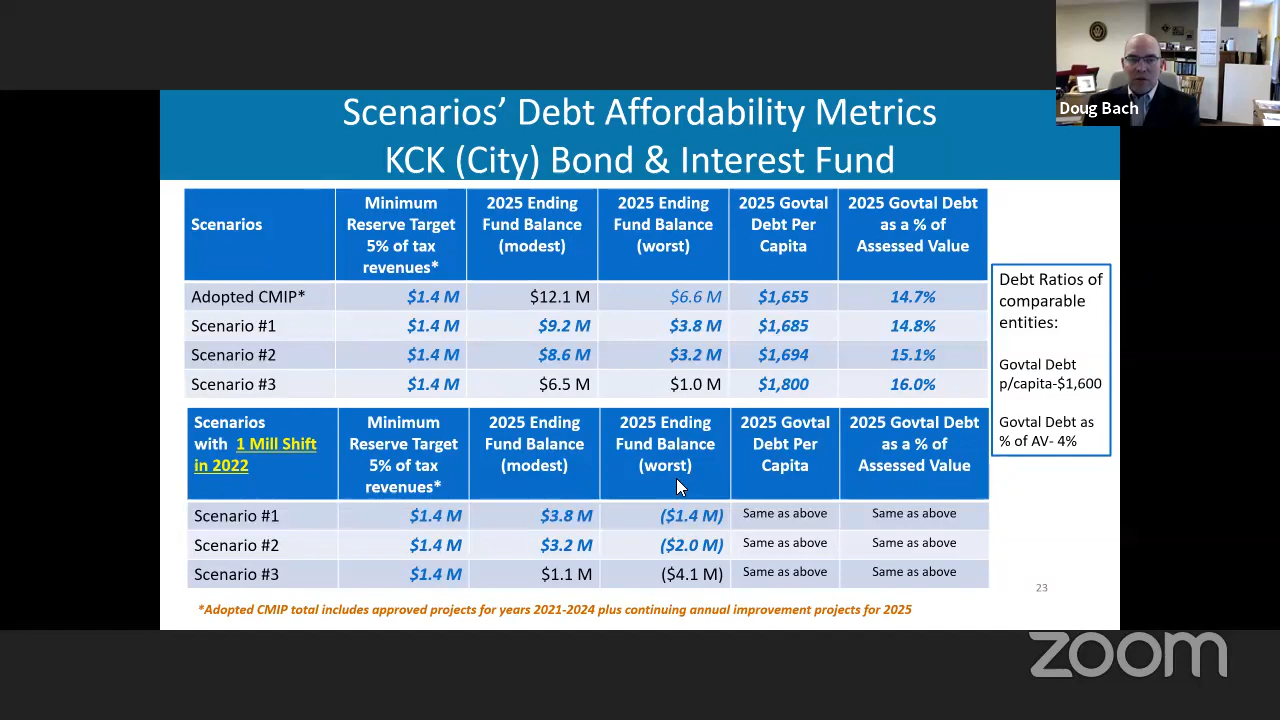 Doug Bach
Scenarios’ Debt Affordability Metrics
KCK (City) Bond & Interest Fund
Scenarios
Minimum
Reserve Target
5% of tax
revenues*
2025 Ending
Fund Balance
(modest)
2025 Ending
Fund Balance
(worst)
2025 Govtal
Debt Per
Capita
2025 Govtal Debt
as a % of
Assessed Value
Adopted CMIP* $1.4 M $12.1 M $6.6 M $1,655 14.7%
Scenario #1 $1.4 M $9.2 M $3.8 M $1,685 14.8%
Scenario #2 $1.4 M $8.6 M $3.2 M $1,694 15.1%
Scenario #3 $1.4 M $6.5 M $1.0 M $1,800 16.0%
Debt Ratios of
comparable
entities:
Govtal Debt
p/capita-$1,600
Govtal Debt as
% of AV- 4%
Scenarios
with 1 Mill Shift
in 2022
Minimum
Reserve Target
5% of tax
revenues*
2025 Ending
Fund Balance
(modest)
2025 Ending
Fund Balance
(worst)
2025 Govtal
Debt Per
Capita
2025 Govtal Debt
as a % of
Assessed Value
Scenario #1 $1.4 M $3.8 M ($1.4 M) Same as above Same as above
Scenario #2 $1.4 M $3.2 M ($2.0 M) Same as above Same as above
Scenario #3 $1.4 M $1.1 M ($4.1 M) Same as above Same as above
23
*Adopted CMIP total includes approved projects for years 2021-2024 plus continuing annual improvement projects for 2025
zoom